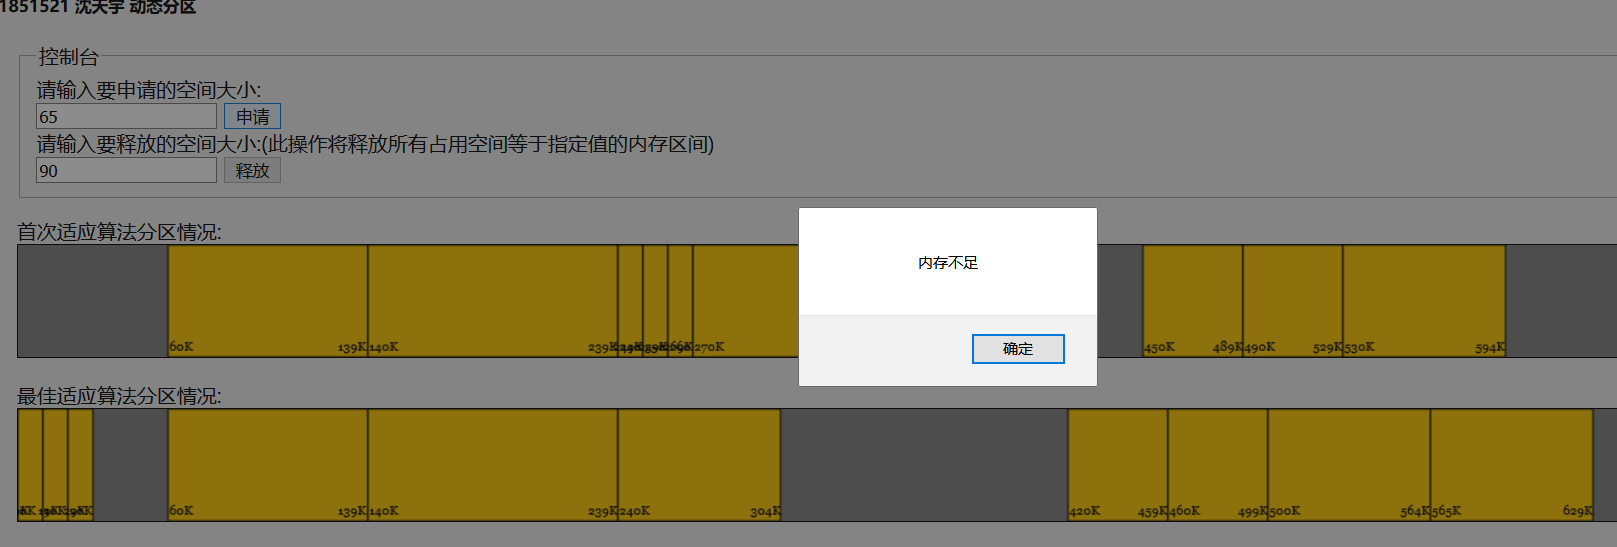 1851521 沈天宇 动态分区
控制台
请输入要申请的空间大小:
65 申请
请输入要释放的空间大小:(此操作将释放所有占用空间等于指定值的内存区间)
90 释放
首次适应算法分区情况:
内存不足
确定
60K 139K 140K 239K 270K 450K 489K 490K 529K 530K 594K
最佳适应算法分区情况:
60K 139K 140K 239K 240K 304K 420K 459K 460K 499K 500K 564K 565K 629K